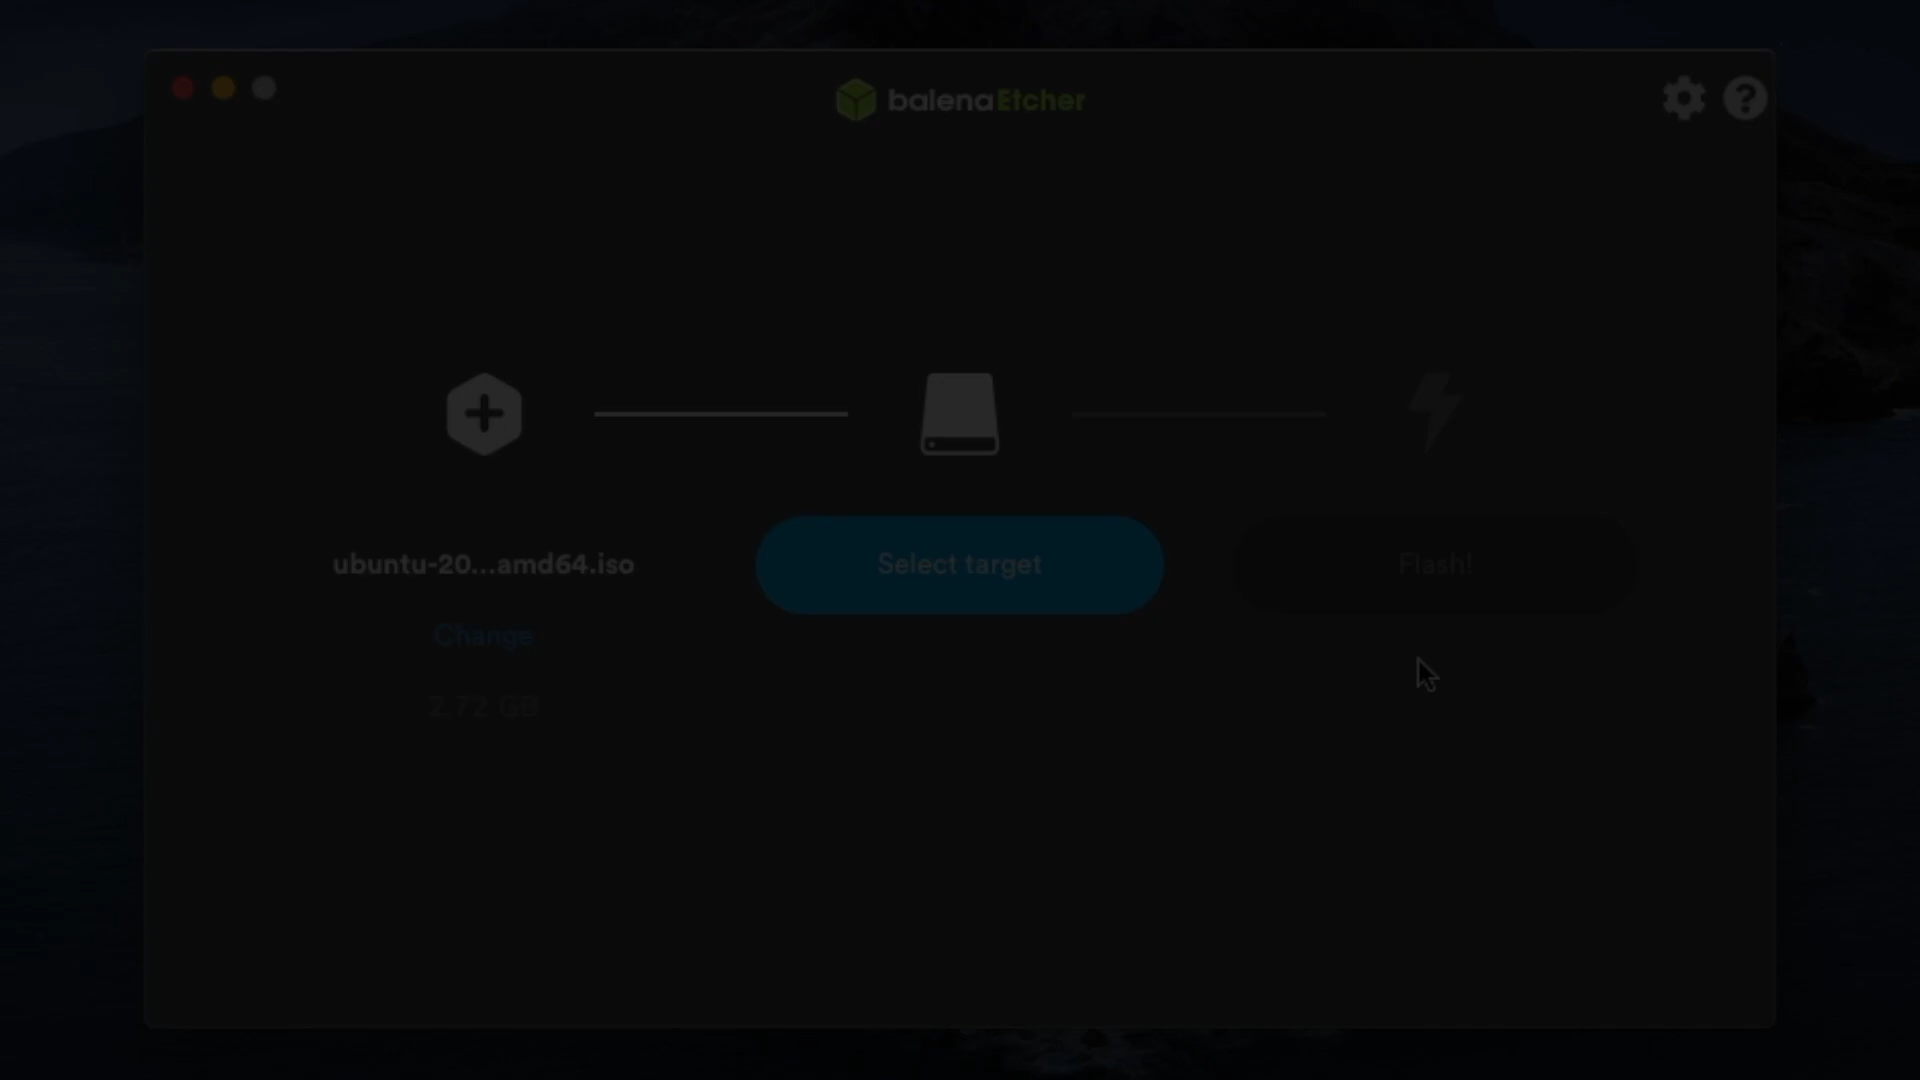 balenaEtcher
ubuntu-20...amd64.iso
Select target
Flash!
Change
2.72 GB